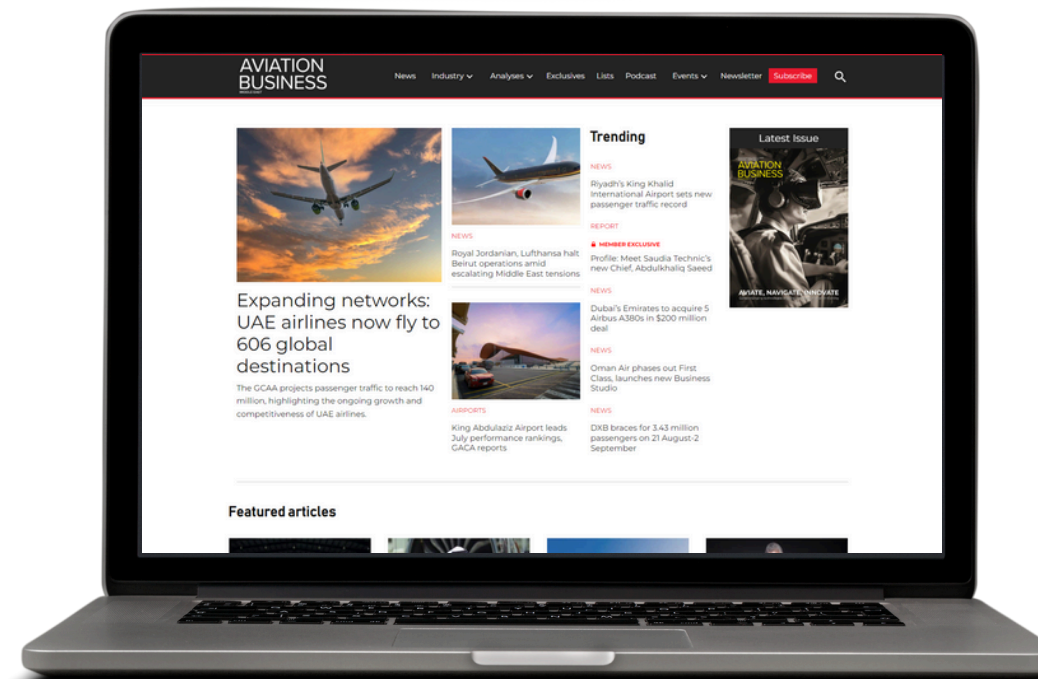 AVIATION
BUSINESS
MIDDLE EAST
News Industry Analyses Exclusives Lists Podcast Events Newsletter Subscribe
Expanding networks:
UAE airlines now fly to
606 global
destinations
The GCAA projects passenger traffic to reach 140
million, highlighting the ongoing growth and
competitiveness of UAE airlines.
NEWS
Royal Jordanian, Lufthansa halt
Beirut operations amid
escalating Middle East tensions
AIRPORTS
King Abdulaziz Airport leads
July performance rankings,
GACA reports
Trending
NEWS
Riyadh's King Khalid
International Airport sets new
passenger traffic record
REPORT
MEMBER EXCLUSIVE
Profile: Meet Saudia Technic's
new Chief, Abdulkhaliq Saeed
NEWS
Dubai's Emirates to acquire 5
Airbus A380s in $200 million
deal
NEWS
Oman Air phases out First
Class, launches new Business
Studio
NEWS
DXB braces for 3.43 million
passengers on 21 August-2
September
Latest Issue
AVIATION
BUSINESS
AVIATE, NAVIGATE, INNOVATE
Featured articles